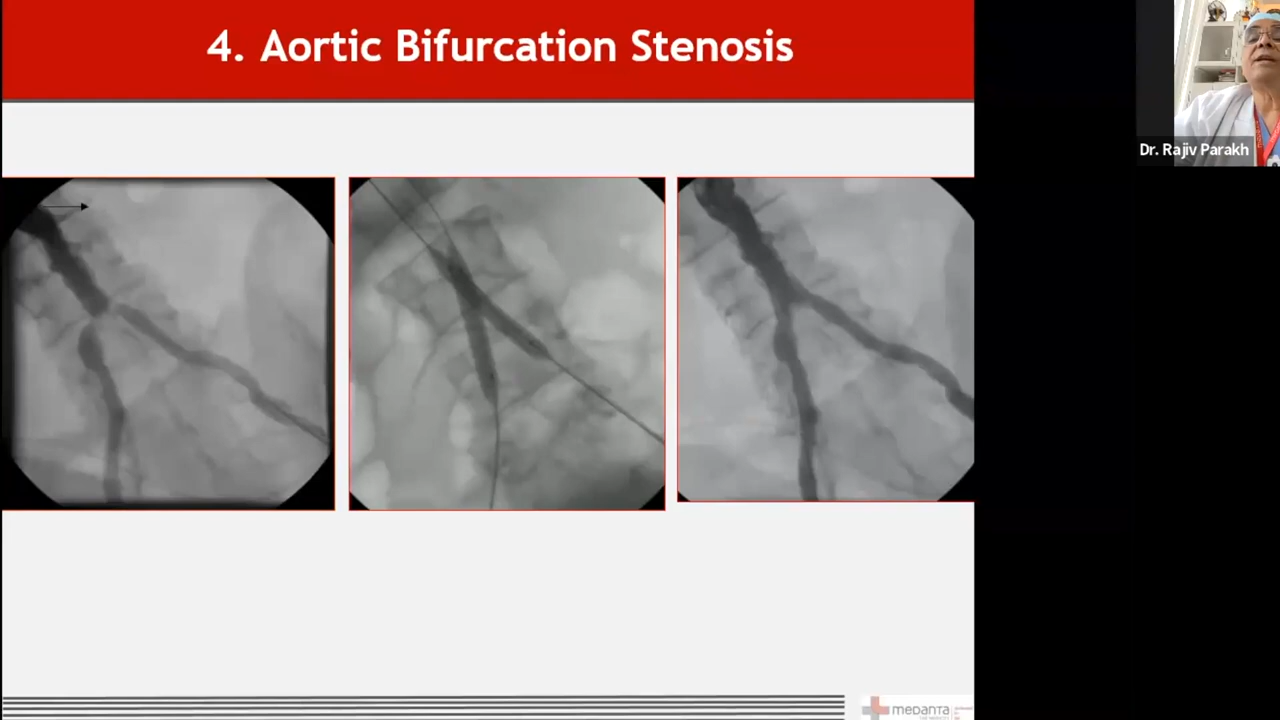 4. Aortic Bifurcation Stenosis
Dr. Rajiv Parakh
medanta